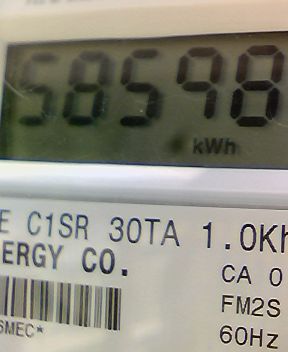 58598
kWh
E C1SR 30TA 1.0Kh
ERGY CO.
CA 0
FM2S
SMEC*
60Hz